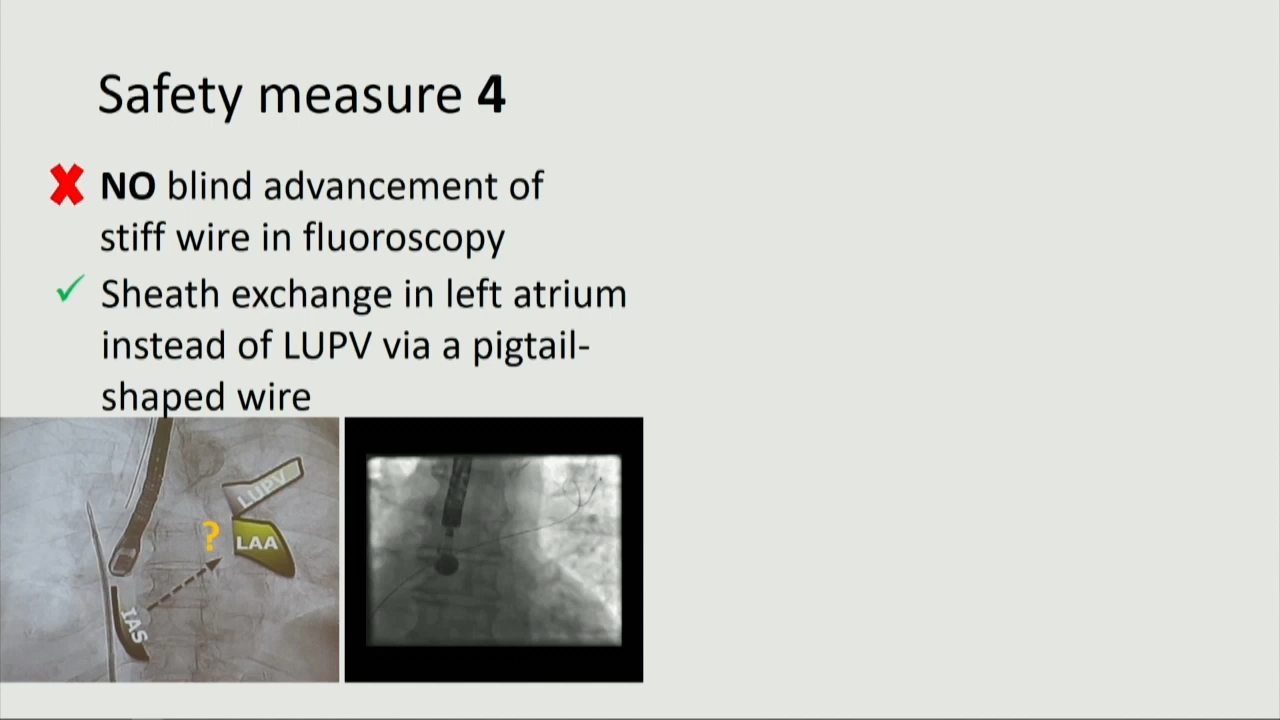 Safety measure 4
NO blind advancement of
stiff wire in fluoroscopy
Sheath exchange in left atrium
instead of LUPV via a pigtail-
shaped wire
LUPV
?
LAA
IAS